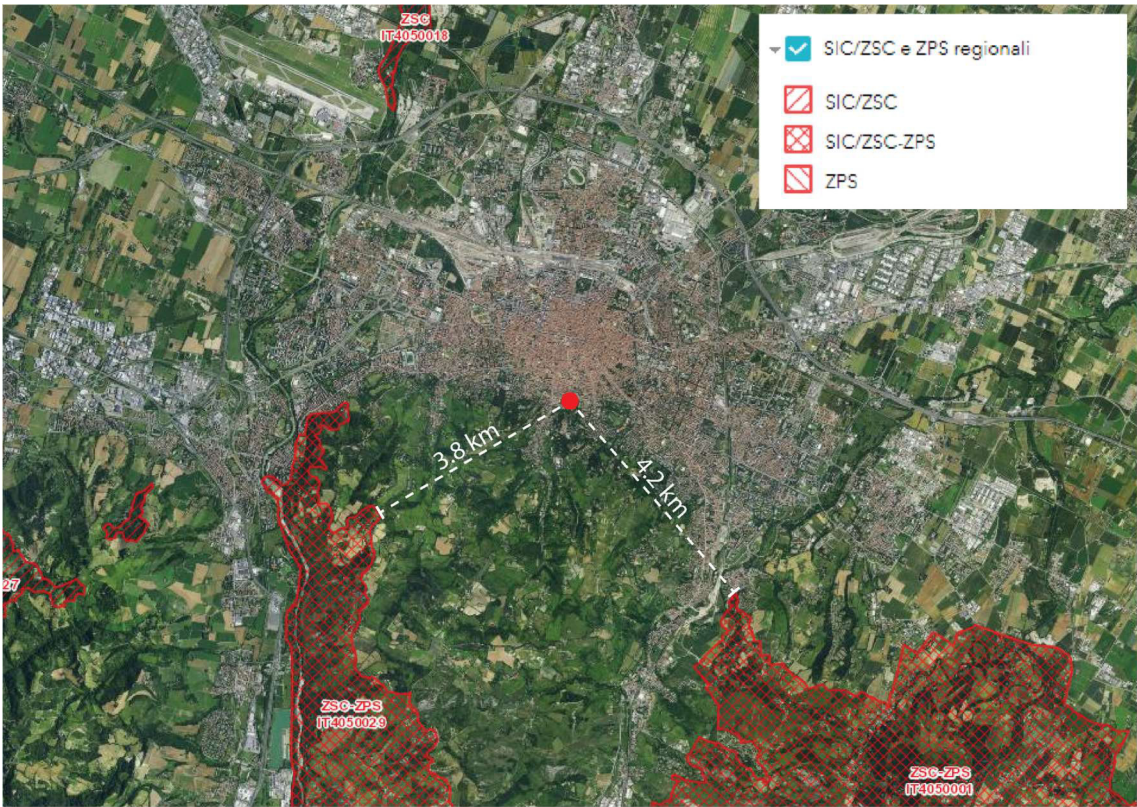 ZSC
IT4050018
SIC/ZSC e ZPS regionali
SIC/ZSC
SIC/ZSC-ZPS
ZPS
3.8 km
4.2 km
27
ZSC-ZPS
IT4050029
ZSC-ZPS
IT4050001